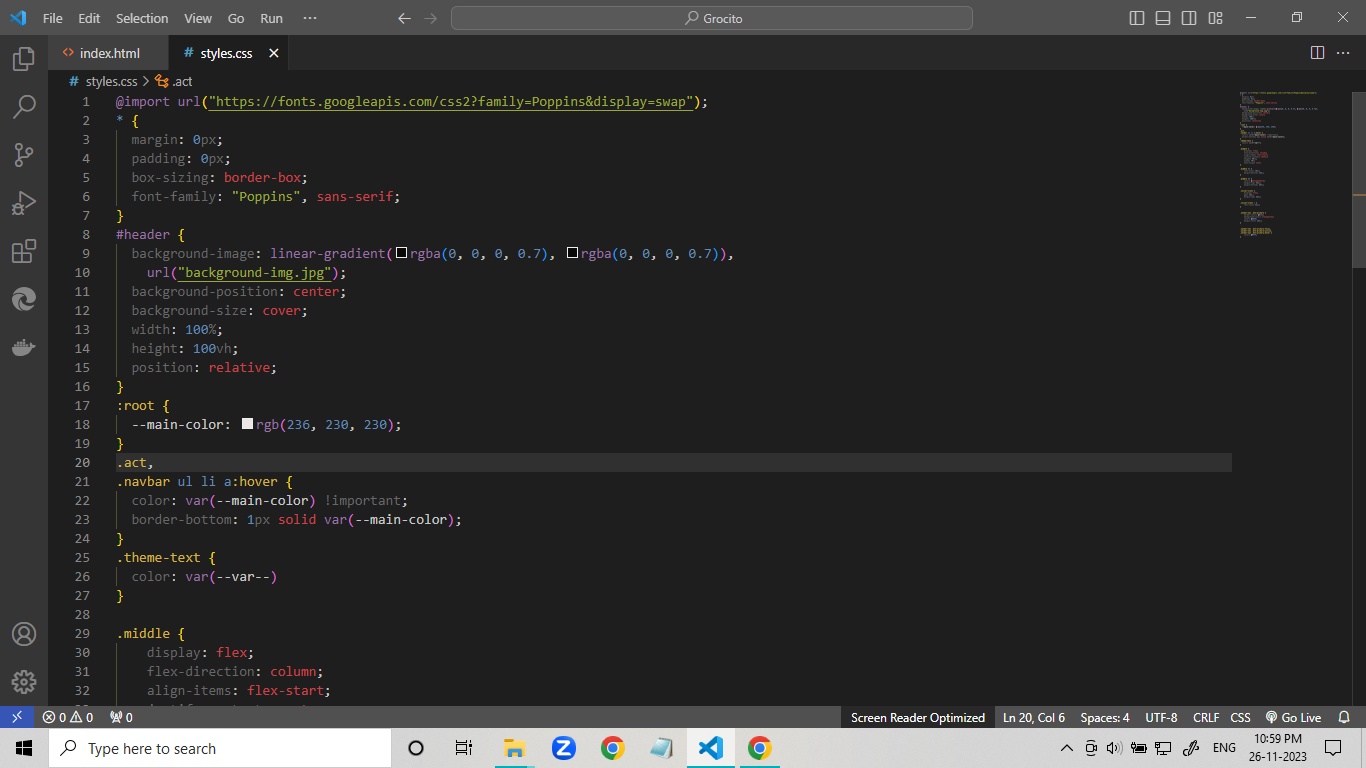 File Edit Selection View Go Run ··· Grocito
index.html styles.css
# styles.css > .act
1 @import url("https://fonts.googleapis.com/css2?family=Poppins&display=swap");
2 * {
3 margin: 0px;
4 padding: 0px;
5 box-sizing: border-box;
6 font-family: "Poppins", sans-serif;
7 }
8 #header {
9 background-image: linear-gradient(rgba(0, 0, 0, 0.7), rgba(0, 0, 0, 0.7)),
10 url("background-img.jpg");
11 background-position: center;
12 background-size: cover;
13 width: 100%;
14 height: 100vh;
15 position: relative;
16 }
17 :root {
18 --main-color: rgb(236, 230, 230);
19 }
20 .act,
21 .navbar ul li a:hover {
22 color: var(--main-color) !important;
23 border-bottom: 1px solid var(--main-color);
24 }
25 .theme-text {
26 color: var(--var--)
27 }
28
29 .middle {
30 display: flex;
31 flex-direction: column;
32 align-items: flex-start;
0 0 0 Screen Reader Optimized Ln 20, Col 6 Spaces: 4 UTF-8 CRLF CSS Go Live
Type here to search ENG 10:59 PM
26-11-2023